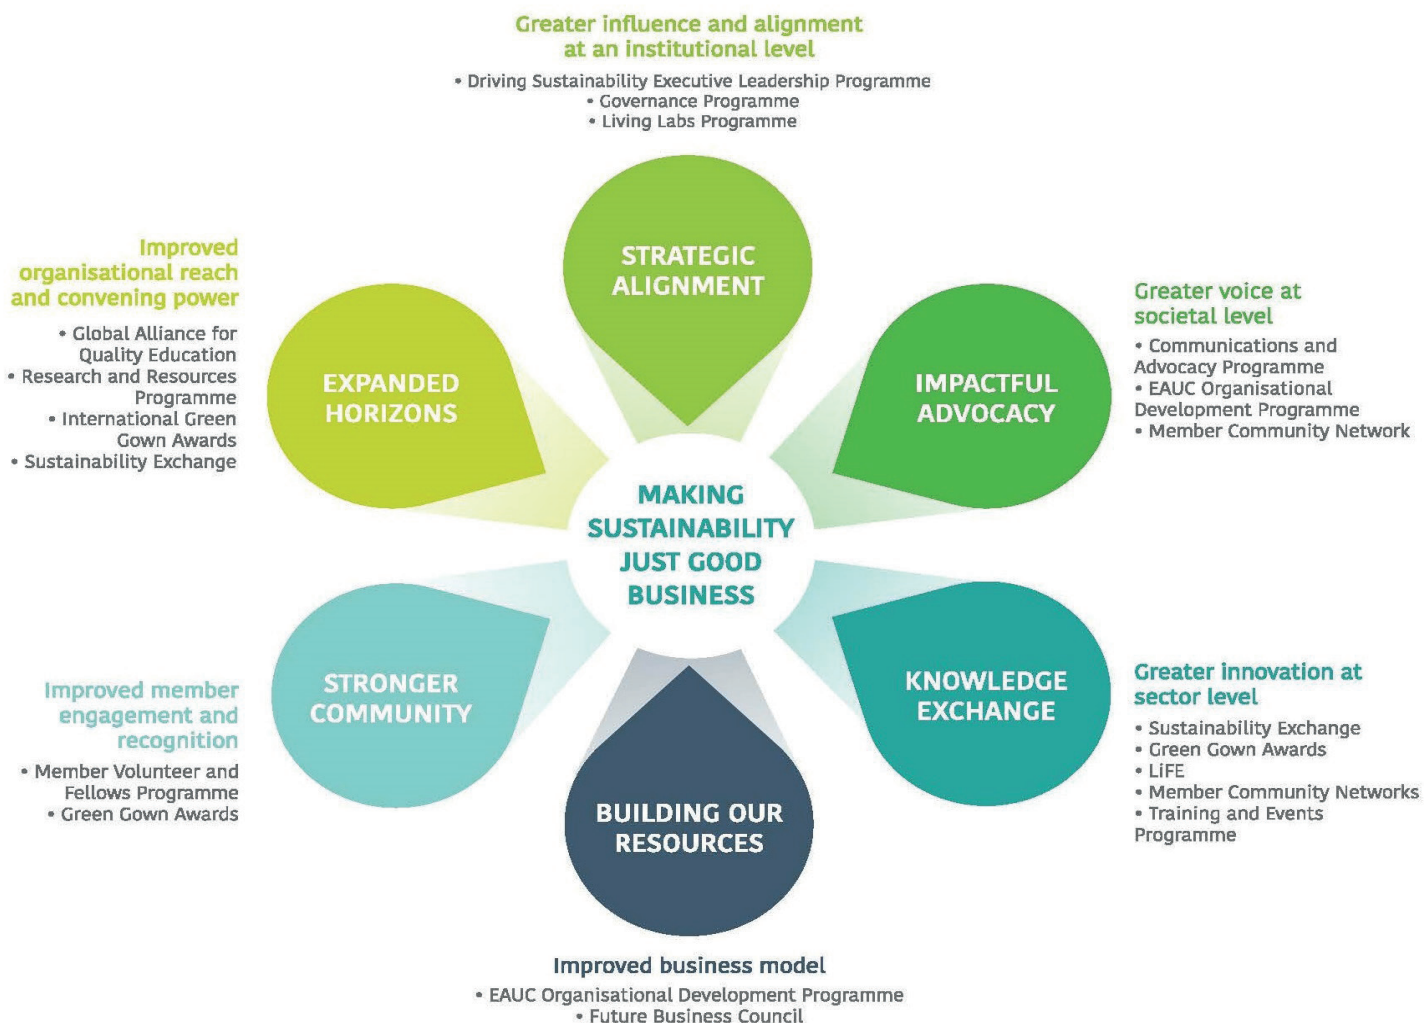 Greater influence and alignment
at an institutional level
• Driving Sustainability Executive Leadership Programme
• Governance Programme
• Living Labs Programme
STRATEGIC
ALIGNMENT
Improved
organisational reach
and convening power
• Global Alliance for
Quality Education
• Research and Resources
Programme
• International Green
Gown Awards
• Sustainability Exchange
EXPANDED
HORIZONS
IMPACTFUL
ADVOCACY
Greater voice at
societal level
• Communications and
Advocacy Programme
• EAUC Organisational
Development Programme
• Member Community Network
MAKING
SUSTAINABILITY
JUST GOOD
BUSINESS
Improved member
engagement and
recognition
• Member Volunteer and
Fellows Programme
• Green Gown Awards
STRONGER
COMMUNITY
KNOWLEDGE
EXCHANGE
Greater innovation at
sector level
• Sustainability Exchange
• Green Gown Awards
• LiFE
• Member Community Networks
• Training and Events
Programme
BUILDING OUR
RESOURCES
Improved business model
• EAUC Organisational Development Programme
• Future Business Council